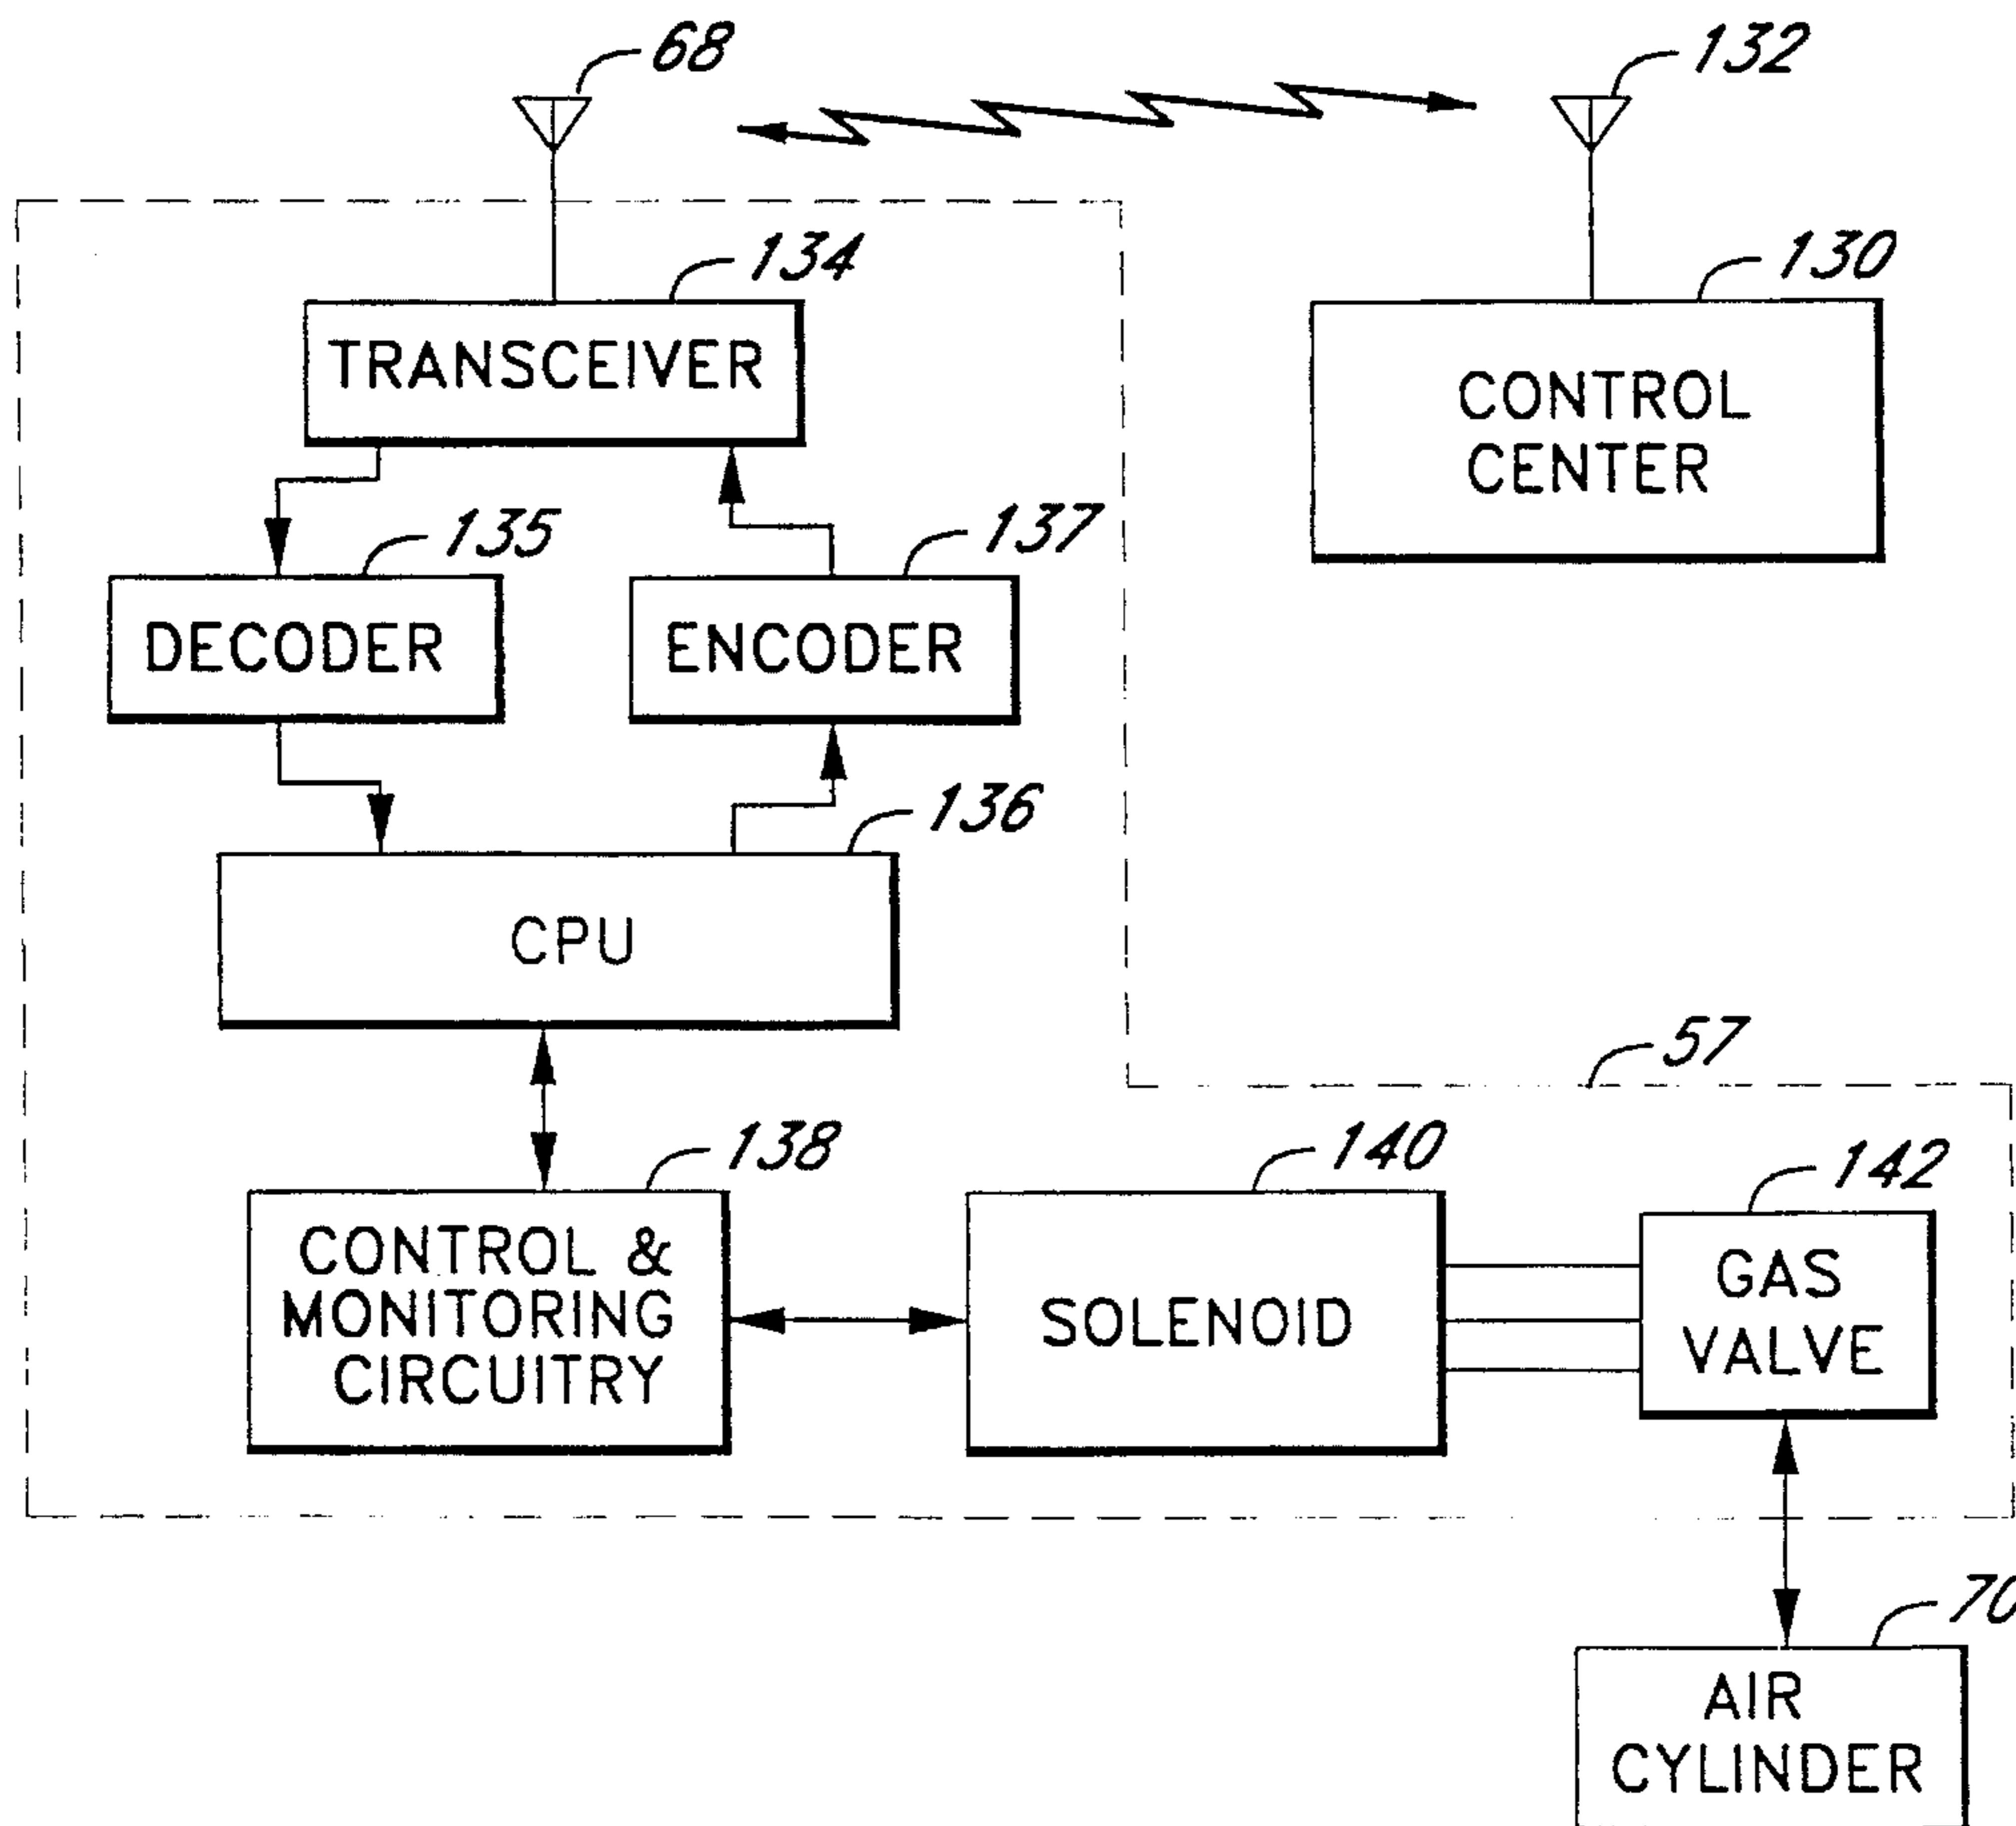 68
132
134
130
TRANSCEIVER
CONTROL
CENTER
135
137
DECODER
ENCODER
136
CPU
57
138
140
142
CONTROL &
MONITORING
CIRCUITRY
SOLENOID
GAS
VALVE
70
AIR
CYLINDER